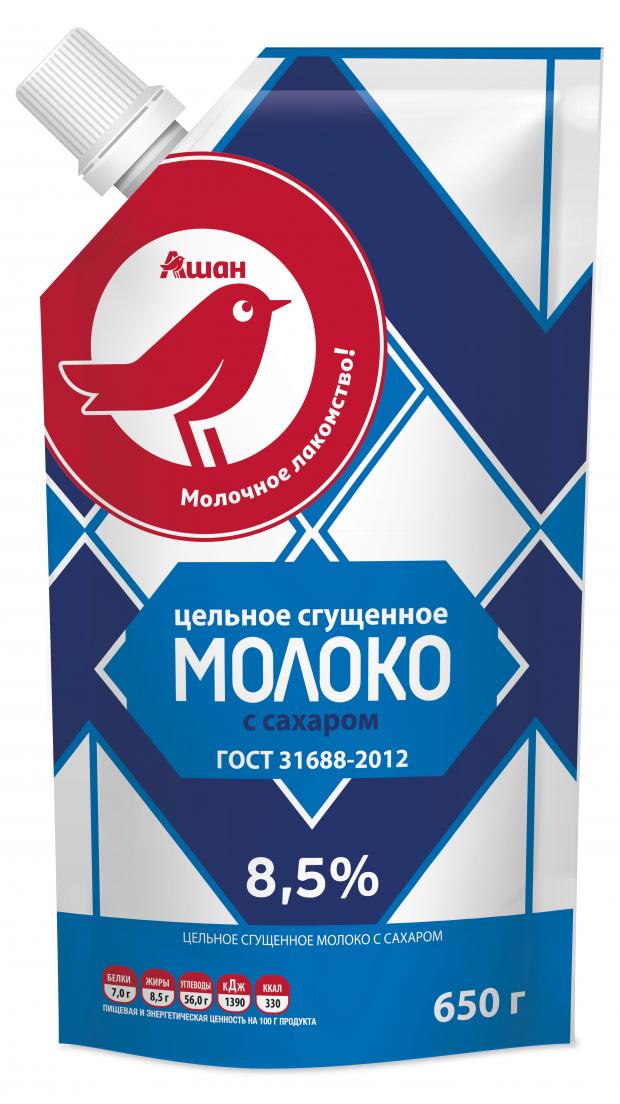 Ашан
Молочное лакомство!
цельное сгущенное
МОЛОКО
с сахаром
ГОСТ 31688-2012
8,5%
ЦЕЛЬНОЕ СГУЩЕННОЕ МОЛОКО С САХАРОМ
БЕЛКИ ЖИРЫ УГЛЕВОДЫ кДж ККАЛ
7,0 г 8,5 г 56,0 г 1390 330
ПИЩЕВАЯ И ЭНЕРГЕТИЧЕСКАЯ ЦЕННОСТЬ НА 100 Г ПРОДУКТА
650 г